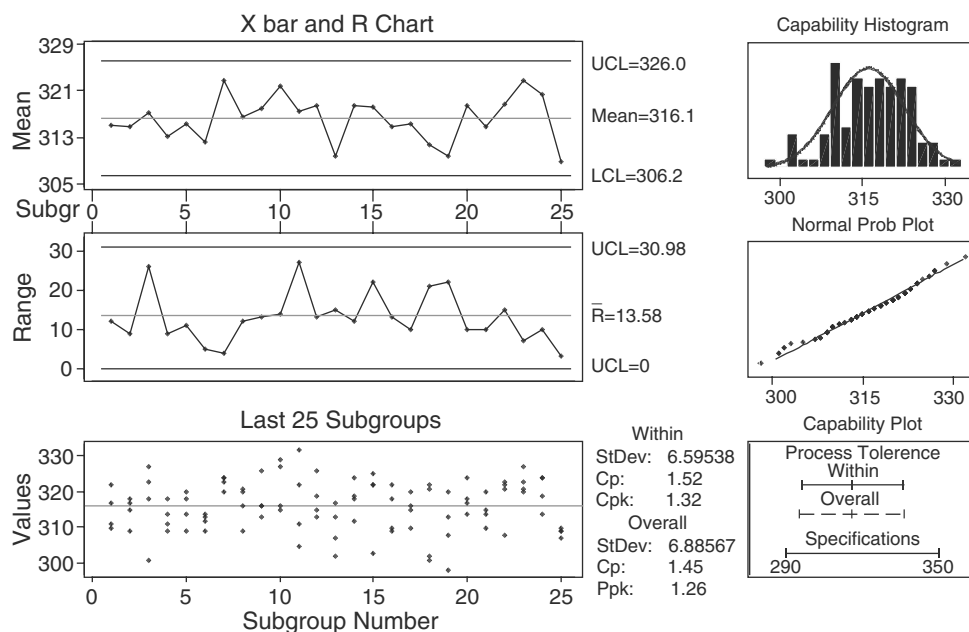 X bar and R Chart
329
321
313
305
Mean
UCL=326.0
Mean=316.1
LCL=306.2
Subgr 0 5 10 15 20 25
30
20
10
0
Range
UCL=30.98
R̅=13.58
UCL=0
Last 25 Subgroups
330
320
310
300
Values
0 5 10 15 20 25
Subgroup Number
Within
StDev: 6.59538
Cp: 1.52
Cpk: 1.32
Overall
StDev: 6.88567
Cp: 1.45
Ppk: 1.26
Capability Histogram
300 315 330
Normal Prob Plot
300 315 330
Capability Plot
Process Tolerence
Within
Overall
Specifications
290 350